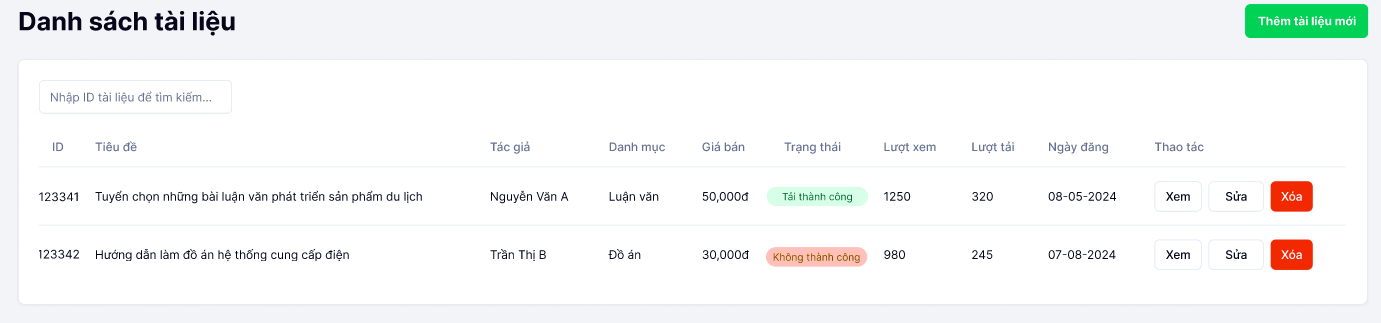 Danh sách tài liệu
Thêm tài liệu mới
Nhập ID tài liệu để tìm kiếm...
ID Tiêu đề Tác giả Danh mục Giá bán Trạng thái Lượt xem Lượt tải Ngày đăng Thao tác
123341 Tuyển chọn những bài luận văn phát triển sản phẩm du lịch Nguyễn Văn A Luận văn 50,000đ Tải thành công 1250 320 08-05-2024 Xem Sửa Xóa
123342 Hướng dẫn làm đồ án hệ thống cung cấp điện Trần Thị B Đồ án 30,000đ Không thành công 980 245 07-08-2024 Xem Sửa Xóa